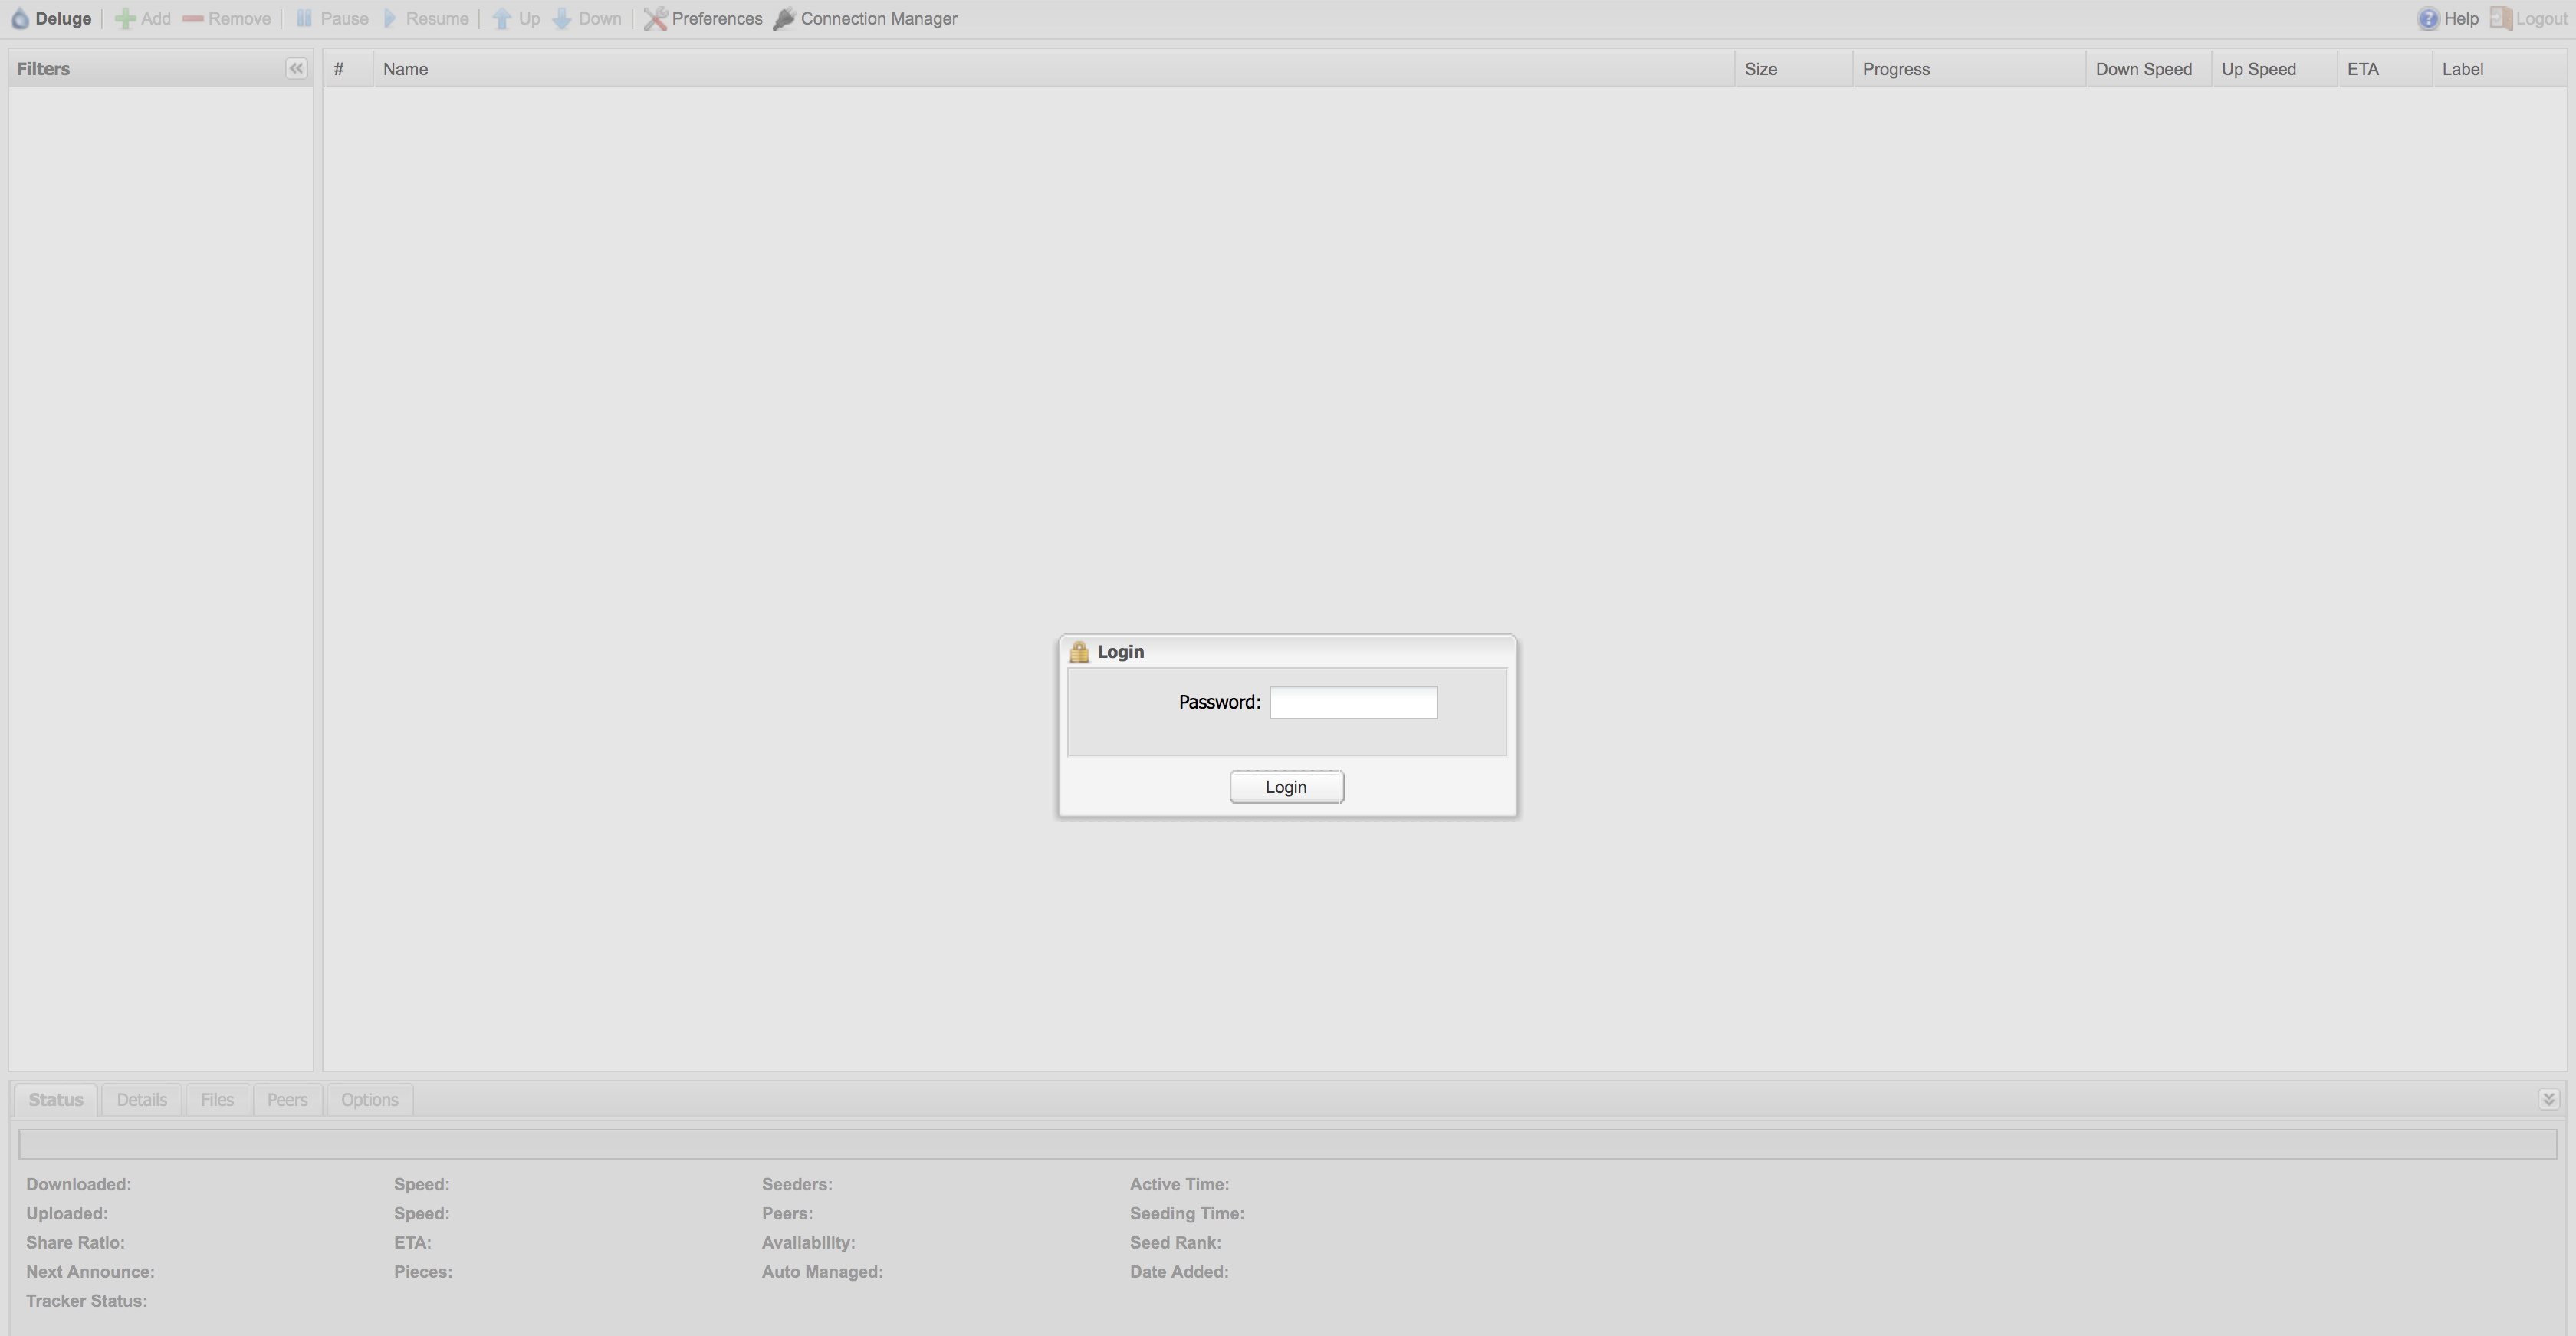 Deluge Add Remove Pause Resume Up Down Preferences Connection Manager Help Logout
Filters # Name Size Progress Down Speed Up Speed ETA Label
Login
Password:
Login
Status Details Files Peers Options
Downloaded: Speed: Seeders: Active Time:
Uploaded: Speed: Peers: Seeding Time:
Share Ratio: ETA: Availability: Seed Rank:
Next Announce: Pieces: Auto Managed: Date Added:
Tracker Status: